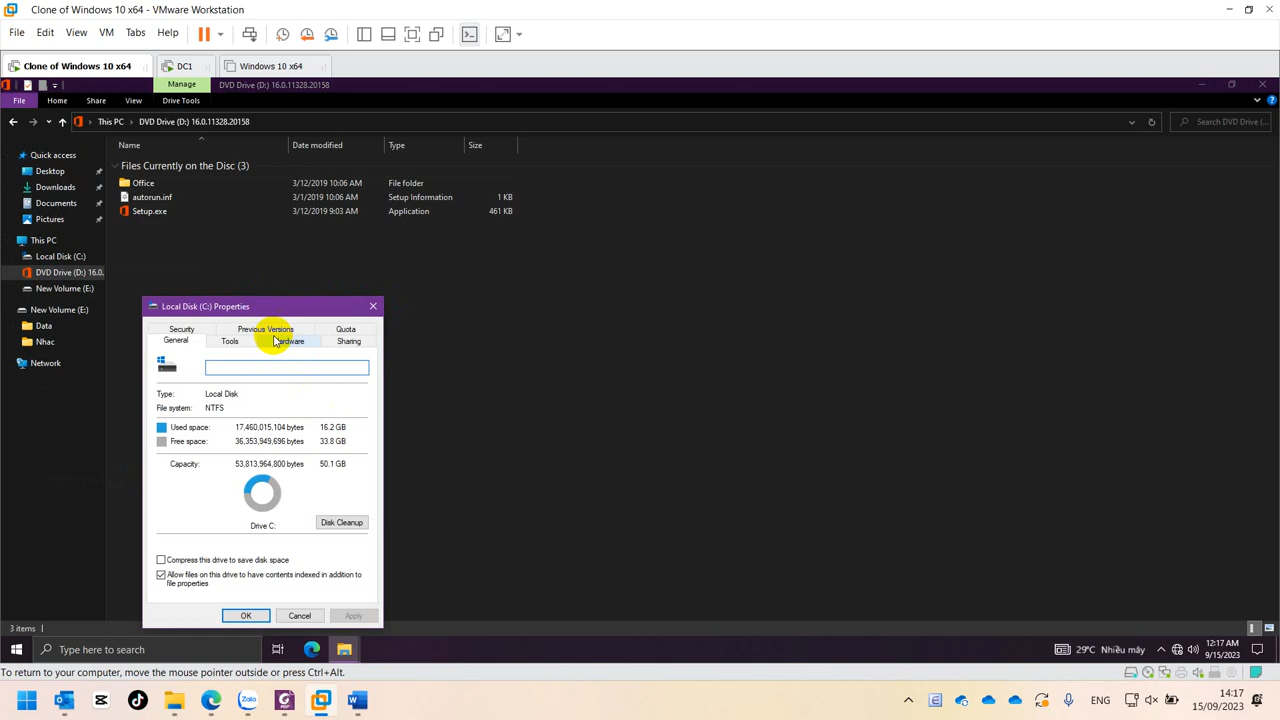 Clone of Windows 10 x64 - VMware Workstation
File Edit View VM Tabs Help
Clone of Windows 10 x64 DC1 Windows 10 x64
Manage DVD Drive (D:) 16.0.11328.20158
File Home Share View Drive Tools
This PC DVD Drive (D:) 16.0.11328.20158 Search DVD Drive (
Name Date modified Type Size
Quick access
Desktop
Downloads
Documents
Pictures
This PC
Local Disk (C:)
DVD Drive (D:) 16.0.
New Volume (E:)
New Volume (E:)
Data
Nhac
Network
Files Currently on the Disc (3)
Office 3/12/2019 10:06 AM File folder
autorun.inf 3/1/2019 10:06 AM Setup Information 1 KB
Setup.exe 3/12/2019 9:03 AM Application 461 KB
Local Disk (C:) Properties
Security Previous Versions Quota
General Tools Hardware Sharing
Type: Local Disk
File system: NTFS
Used space: 17,460,015,104 bytes 16.2 GB
Free space: 36,353,949,696 bytes 33.8 GB
Capacity: 53,813,964,800 bytes 50.1 GB
Drive C: Disk Cleanup
Compress this drive to save disk space
Allow files on this drive to have contents indexed in addition to
file properties
OK Cancel Apply
3 items
Type here to search 29°C Nhiều mây 12:17 AM
9/15/2023
To return to your computer, move the mouse pointer outside or press Ctrl+Alt.
Zalo PDF ENG 14:17
15/09/2023